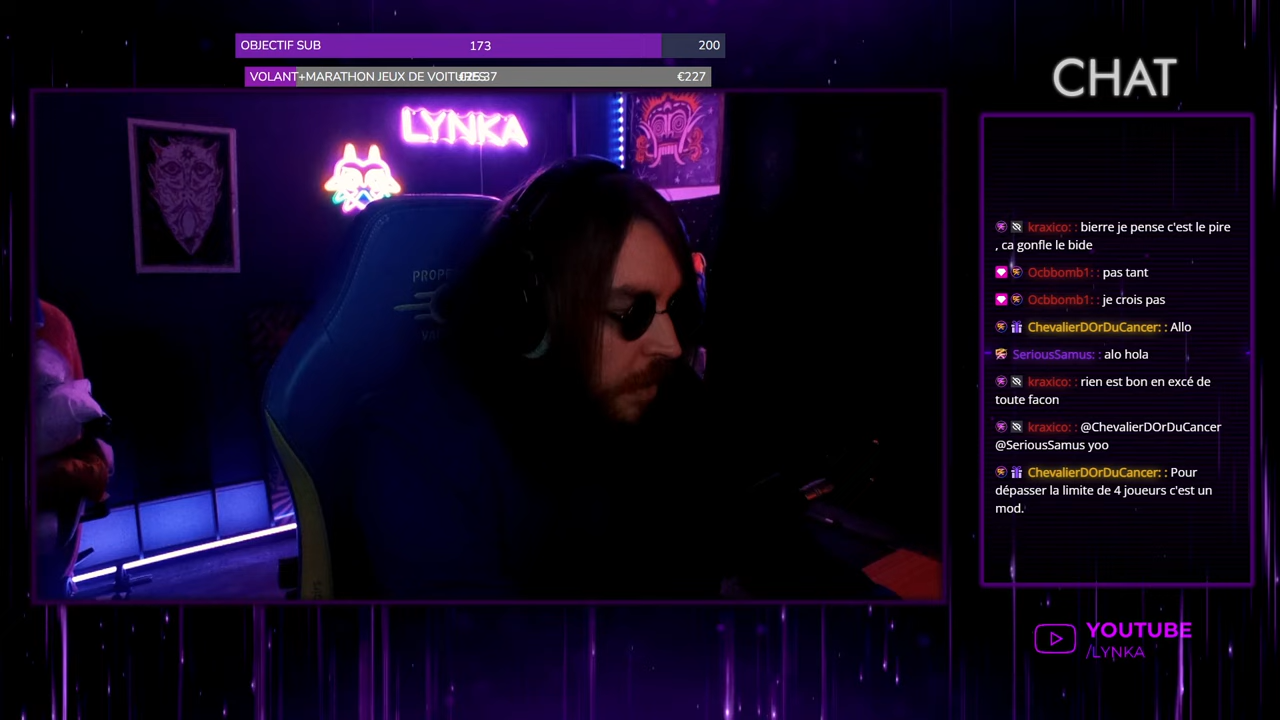 OBJECTIF SUB 173 200
VOLANT+MARATHON JEUX DE VOITURES €227
CHAT
LYNKA
PROPE
kraxico: : bierre je pense c'est le pire
, ca gonfle le bide
Ocbbomb1: : pas tant
Ocbbomb1: : je crois pas
ChevalierDOrDuCancer: : Allo
SeriousSamus: : alo hola
kraxico: : rien est bon en excé de
toute facon
kraxico: : @ChevalierDOrDuCancer
@SeriousSamus yoo
ChevalierDOrDuCancer: : Pour
dépasser la limite de 4 joueurs c'est un
mod.
YOUTUBE
/LYNKA